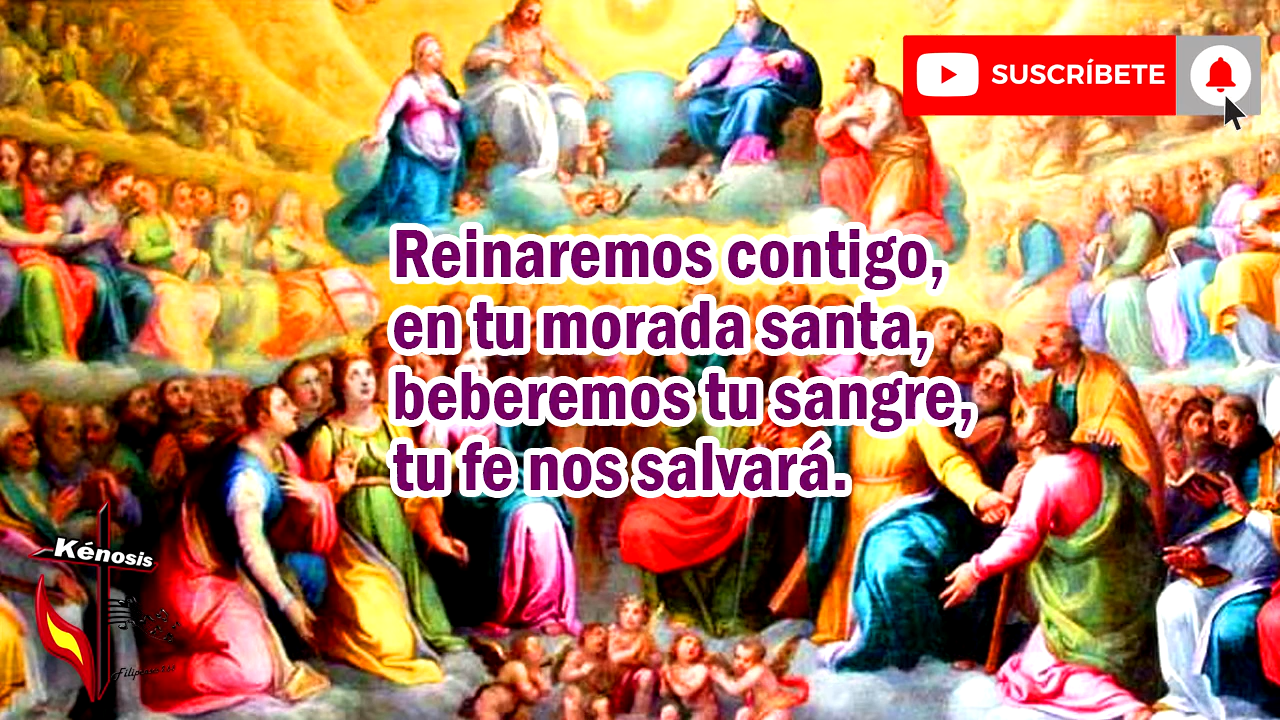 SUSCRÍBETE
Reinaremos contigo,
en tu morada santa,
beberemos tu sangre,
tu fe nos salvará.
Kénosis